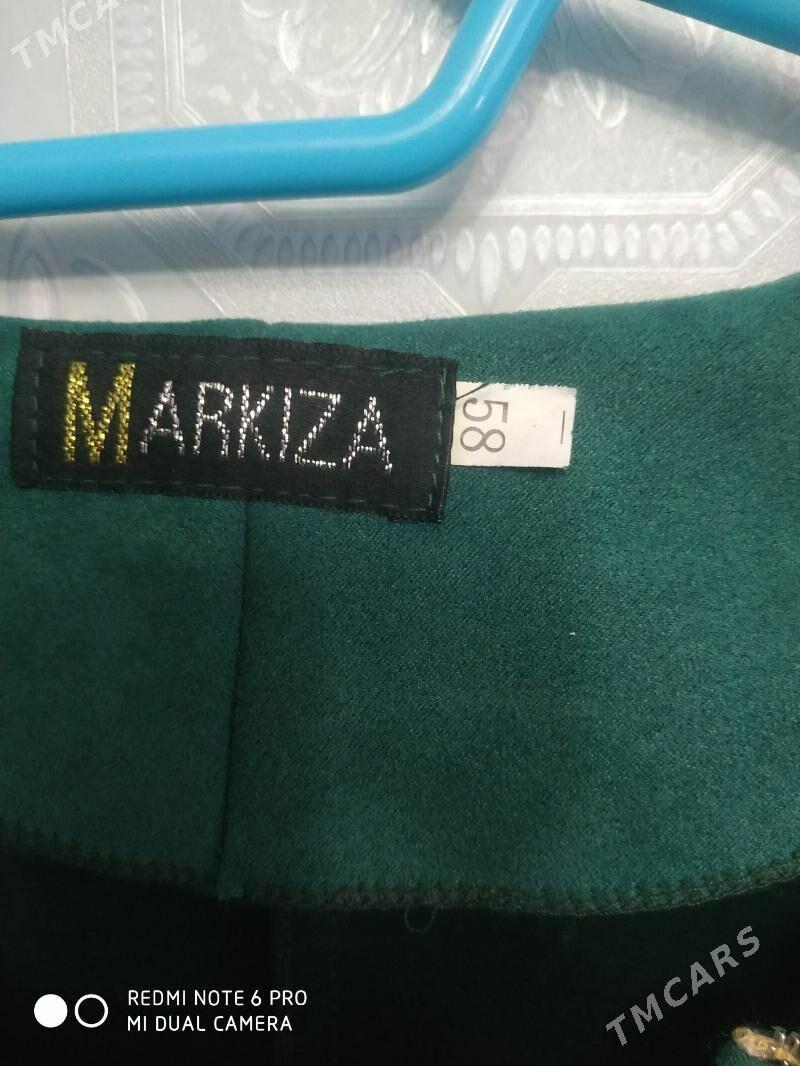 TMCARS
MARKIZA
58
REDMI NOTE 6 PRO
MI DUAL CAMERA
TMCARS